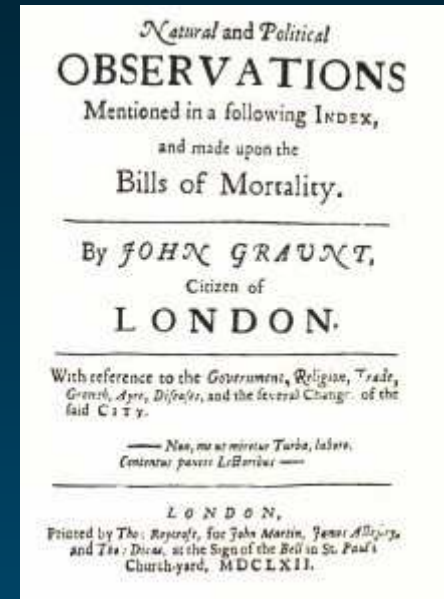 Natural and Political
OBSERVATIONS
Mentioned in a following INDEX,
and made upon the
Bills of Mortality.
By JOHN GRAUNT,
Citizen of
LONDON.
With reference to the Government, Religion, Trade,
Growth, Ayre, Diseases, and the several Changes of the
said CITY.
—— Non, me ut miretur Turba, laboro,
Contentus paucis Lectoribus ——
LONDON,
Printed by Tho: Roycroft, for John Martin, James Allestry,
and Tho: Dicas, at the Sign of the Bell in St. Paul's
Church-yard, MDCLXII.